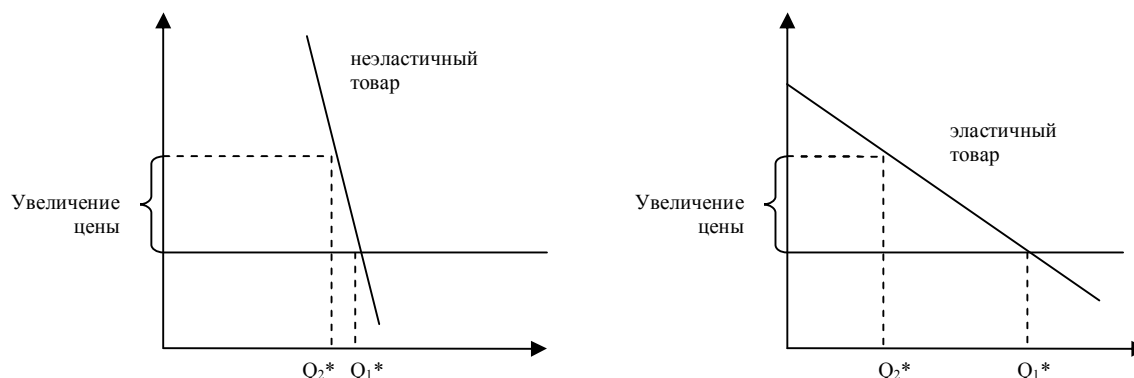 неэластичный
товар
Увеличение
цены
Q₂* Q₁*
эластичный
товар
Увеличение
цены
Q₂* Q₁*